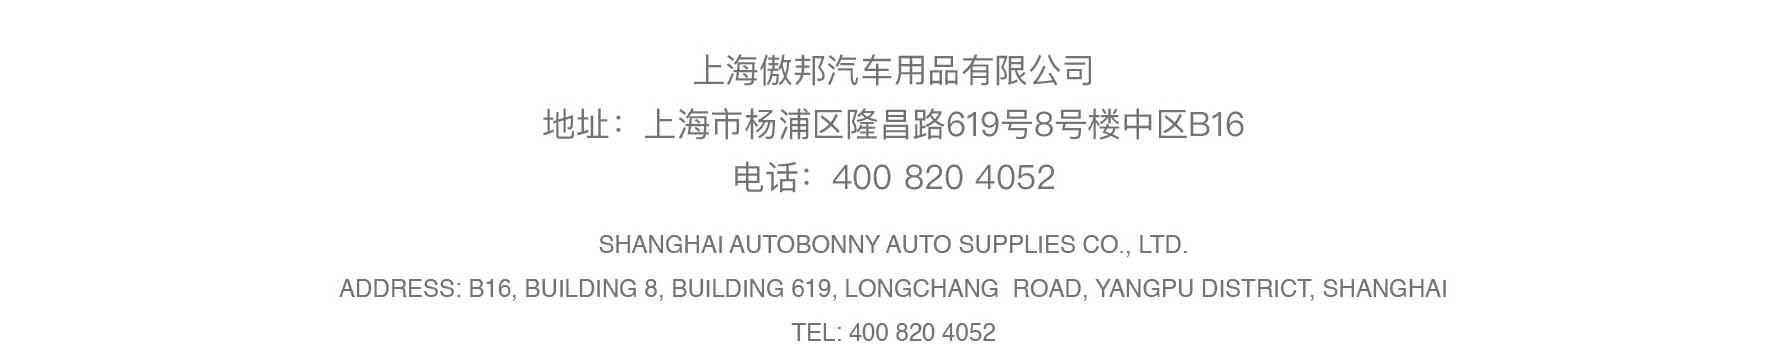 上海傲邦汽车用品有限公司
地址：上海市杨浦区隆昌路619号8号楼中区B16
电话：400 820 4052
SHANGHAI AUTOBONNY AUTO SUPPLIES CO., LTD.
ADDRESS: B16, BUILDING 8, BUILDING 619, LONGCHANG  ROAD, YANGPU DISTRICT, SHANGHAI
TEL: 400 820 4052